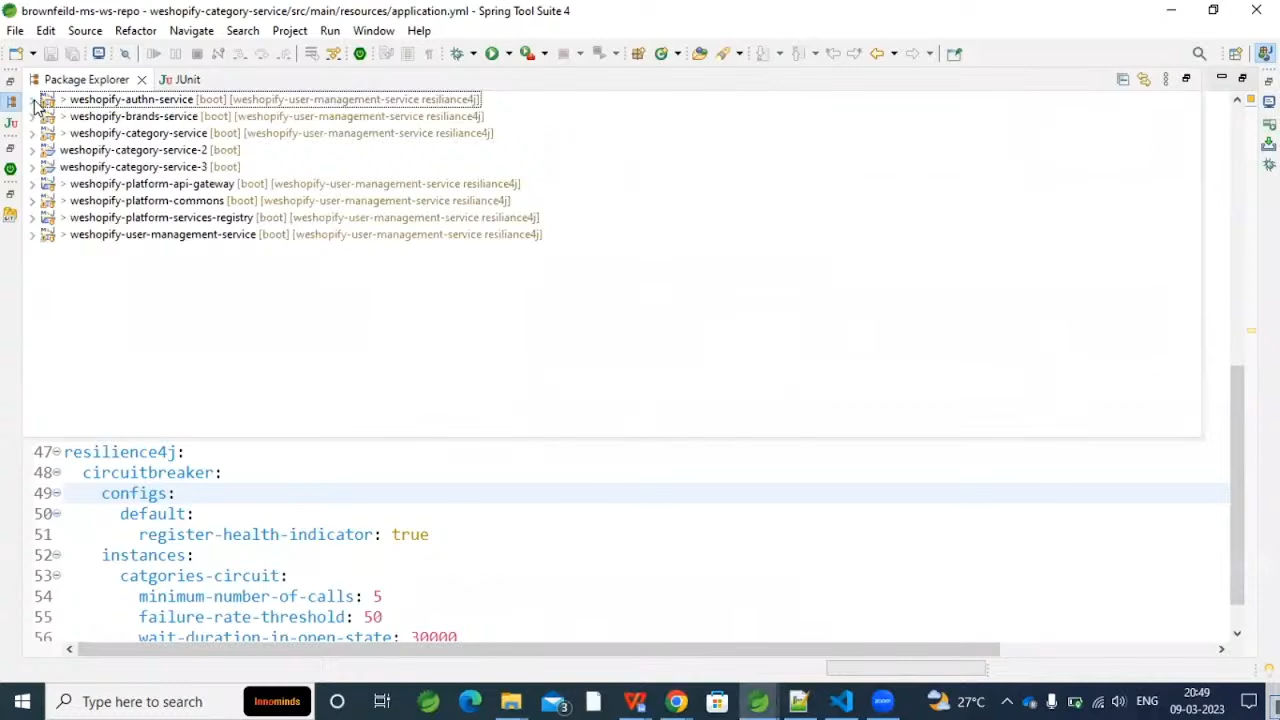 brownfeild-ms-ws-repo - weshopify-category-service/src/main/resources/application.yml - Spring Tool Suite 4
File Edit Source Refactor Navigate Search Project Run Window Help
Package Explorer JUnit
> weshopify-authn-service [boot] [weshopify-user-management-service resiliance4j]
> weshopify-brands-service [boot] [weshopify-user-management-service resiliance4j]
> weshopify-category-service [boot] [weshopify-user-management-service resiliance4j]
weshopify-category-service-2 [boot]
weshopify-category-service-3 [boot]
> weshopify-platform-api-gateway [boot] [weshopify-user-management-service resiliance4j]
> weshopify-platform-commons [boot] [weshopify-user-management-service resiliance4j]
> weshopify-platform-services-registry [boot] [weshopify-user-management-service resiliance4j]
> weshopify-user-management-service [boot] [weshopify-user-management-service resiliance4j]
47 resilience4j:
48 circuitbreaker:
49 configs:
50 default:
51 register-health-indicator: true
52 instances:
53 catgories-circuit:
54 minimum-number-of-calls: 5
55 failure-rate-threshold: 50
56 wait-duration-in-open-state: 30000
Type here to search
Innominds
3
27°C
ENG
20:49
09-03-2023